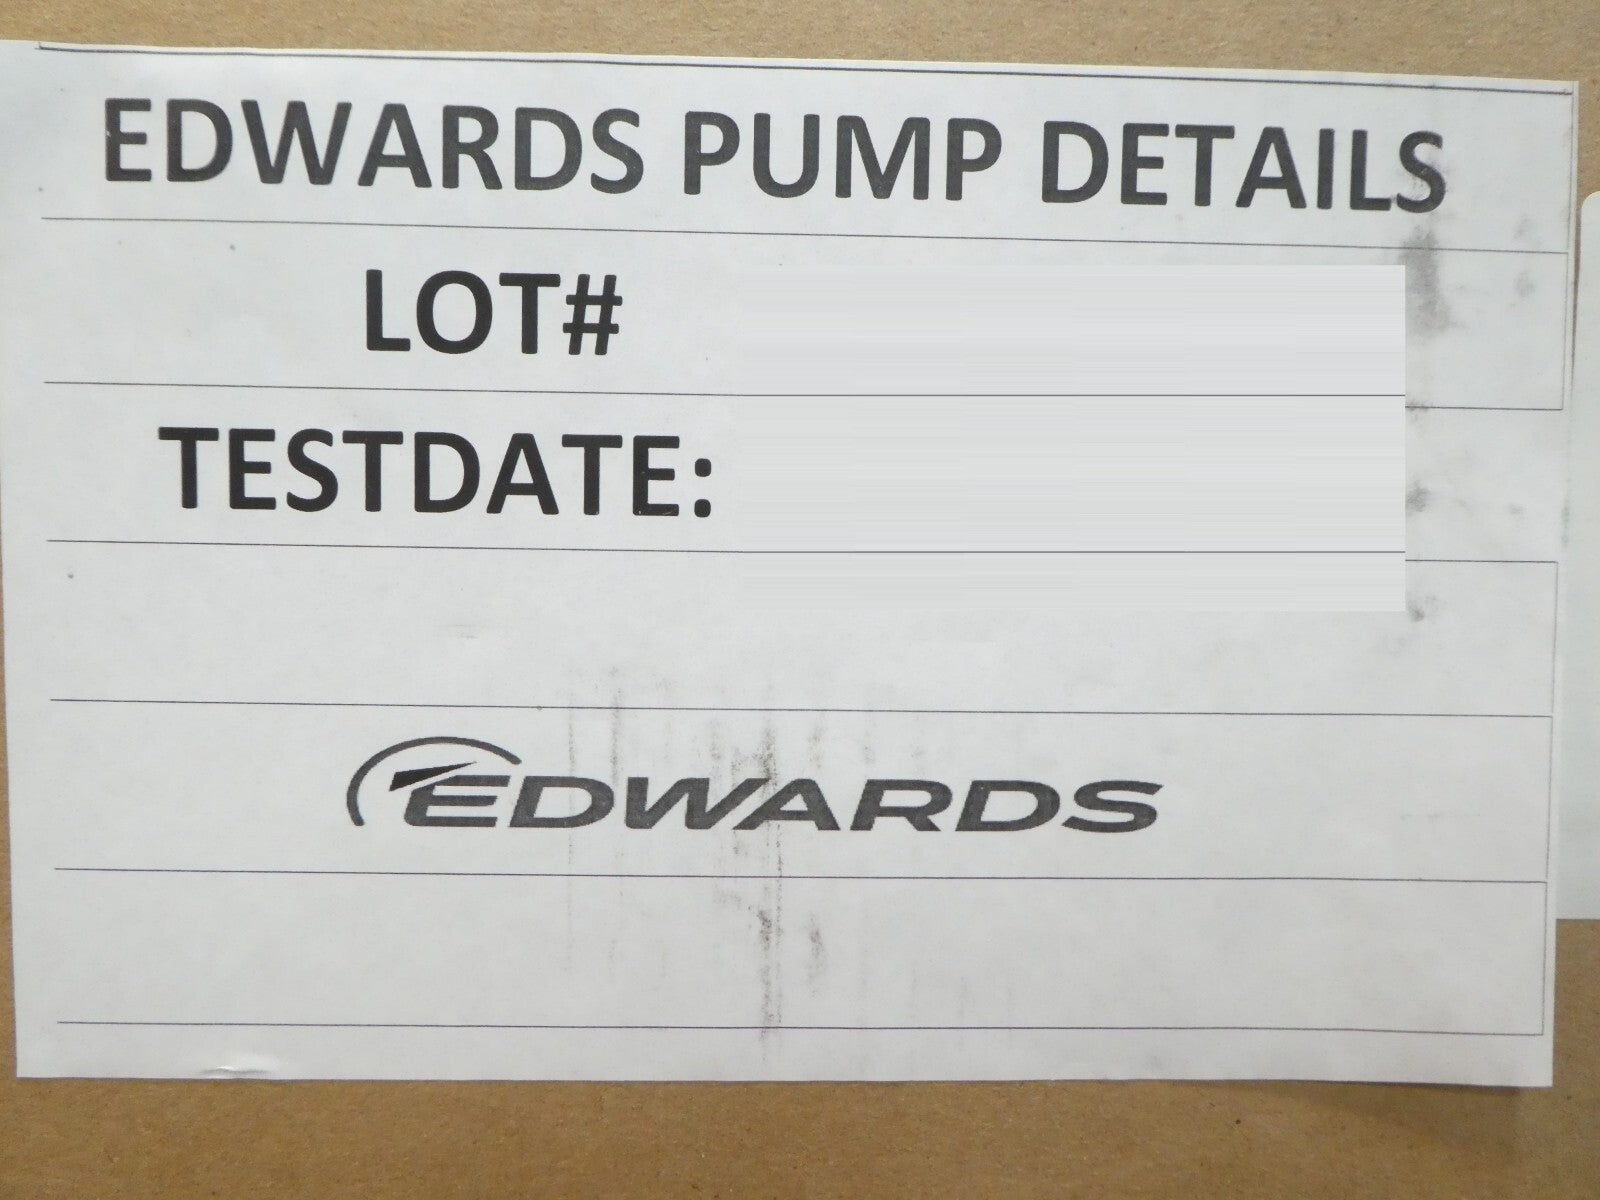 EDWARDS PUMP DETAILS
LOT#
TESTDATE:
EDWARDS